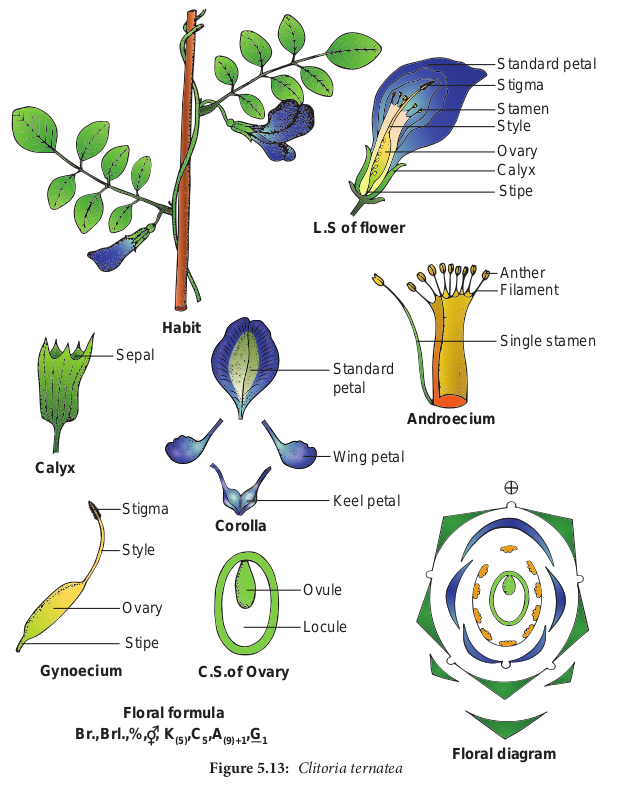 Standard petal
Stigma
Stamen
Style
Ovary
Calyx
Stipe
L.S of flower
Habit
Anther
Filament
Single stamen
Androecium
Sepal
Calyx
Standard
petal
Wing petal
Keel petal
Corolla
Stigma
Style
Ovary
Stipe
Gynoecium
Ovule
Locule
C.S.of Ovary
Floral formula
Br.,Brl.,%,⚥, K(5),C5,A(9)+1,G1
Floral diagram
Figure 5.13: Clitoria ternatea